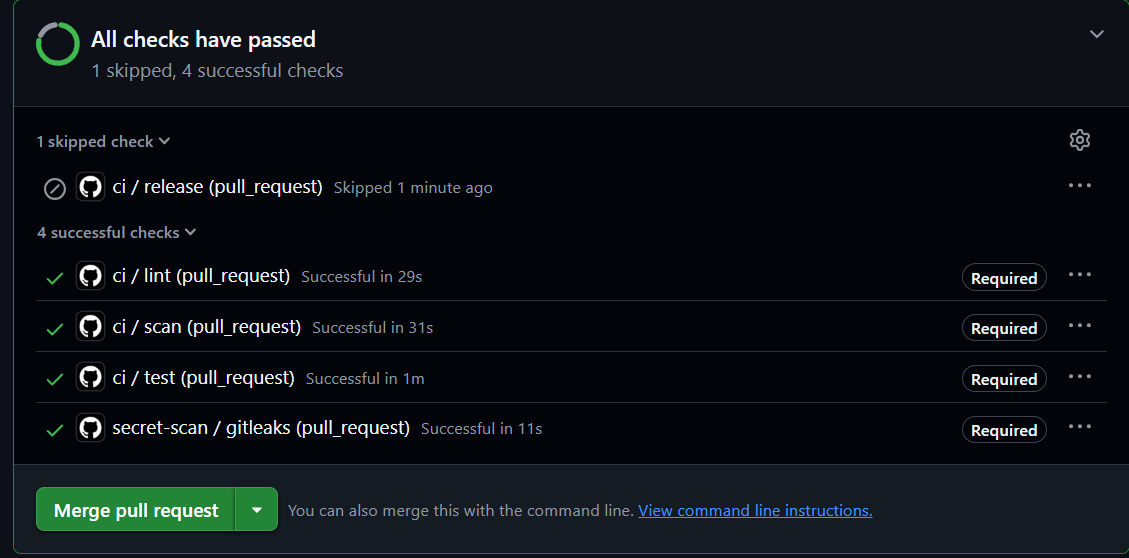 All checks have passed
1 skipped, 4 successful checks
1 skipped check
ci / release (pull_request) Skipped 1 minute ago
4 successful checks
ci / lint (pull_request) Successful in 29s Required
ci / scan (pull_request) Successful in 31s Required
ci / test (pull_request) Successful in 1m Required
secret-scan / gitleaks (pull_request) Successful in 11s Required
Merge pull request You can also merge this with the command line. View command line instructions.